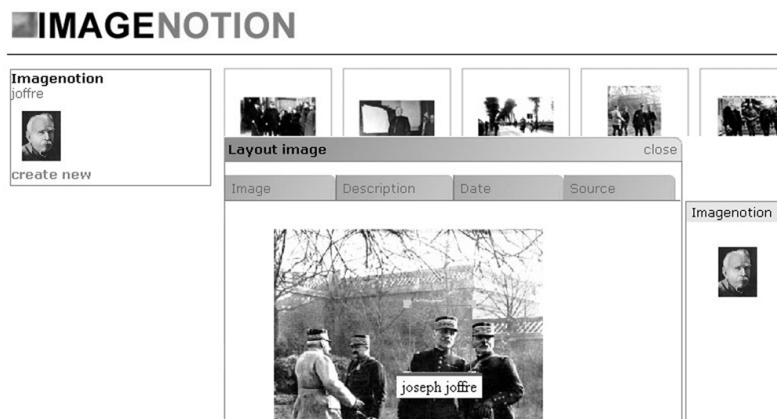 IMAGENOTION
Imagenotion
joffre
create new
Layout image close
Image Description Date Source
Imagenotion
joseph joffre